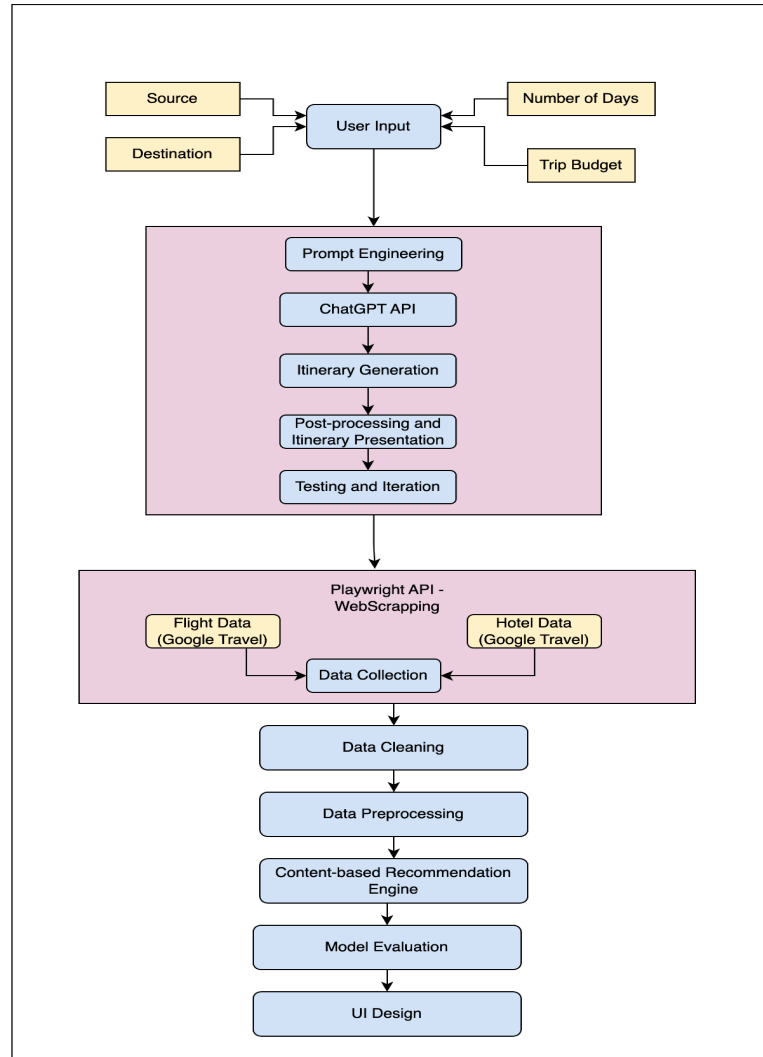 Source
Number of Days
User Input
Destination
Trip Budget
Prompt Engineering
ChatGPT API
Itinerary Generation
Post-processing and
Itinerary Presentation
Testing and Iteration
Playwright API -
WebScrapping
Flight Data
(Google Travel)
Hotel Data
(Google Travel)
Data Collection
Data Cleaning
Data Preprocessing
Content-based Recommendation
Engine
Model Evaluation
UI Design